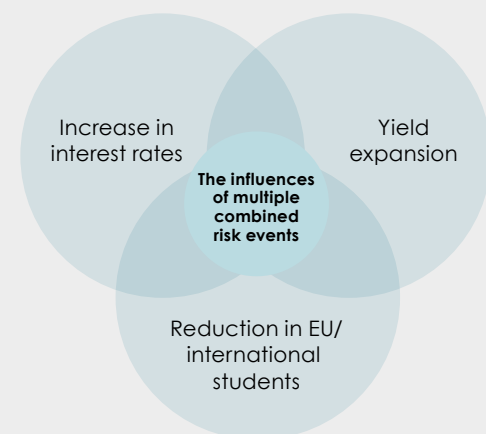 Increase in
interest rates
Yield
expansion
The influences
of multiple
combined
risk events
Reduction in EU/
international
students